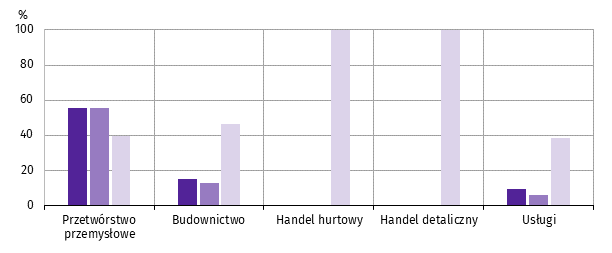 %
100
80
60
40
20
0
Przetwórstwo
przemysłowe
Budownictwo
Handel hurtowy
Handel detaliczny
Usługi